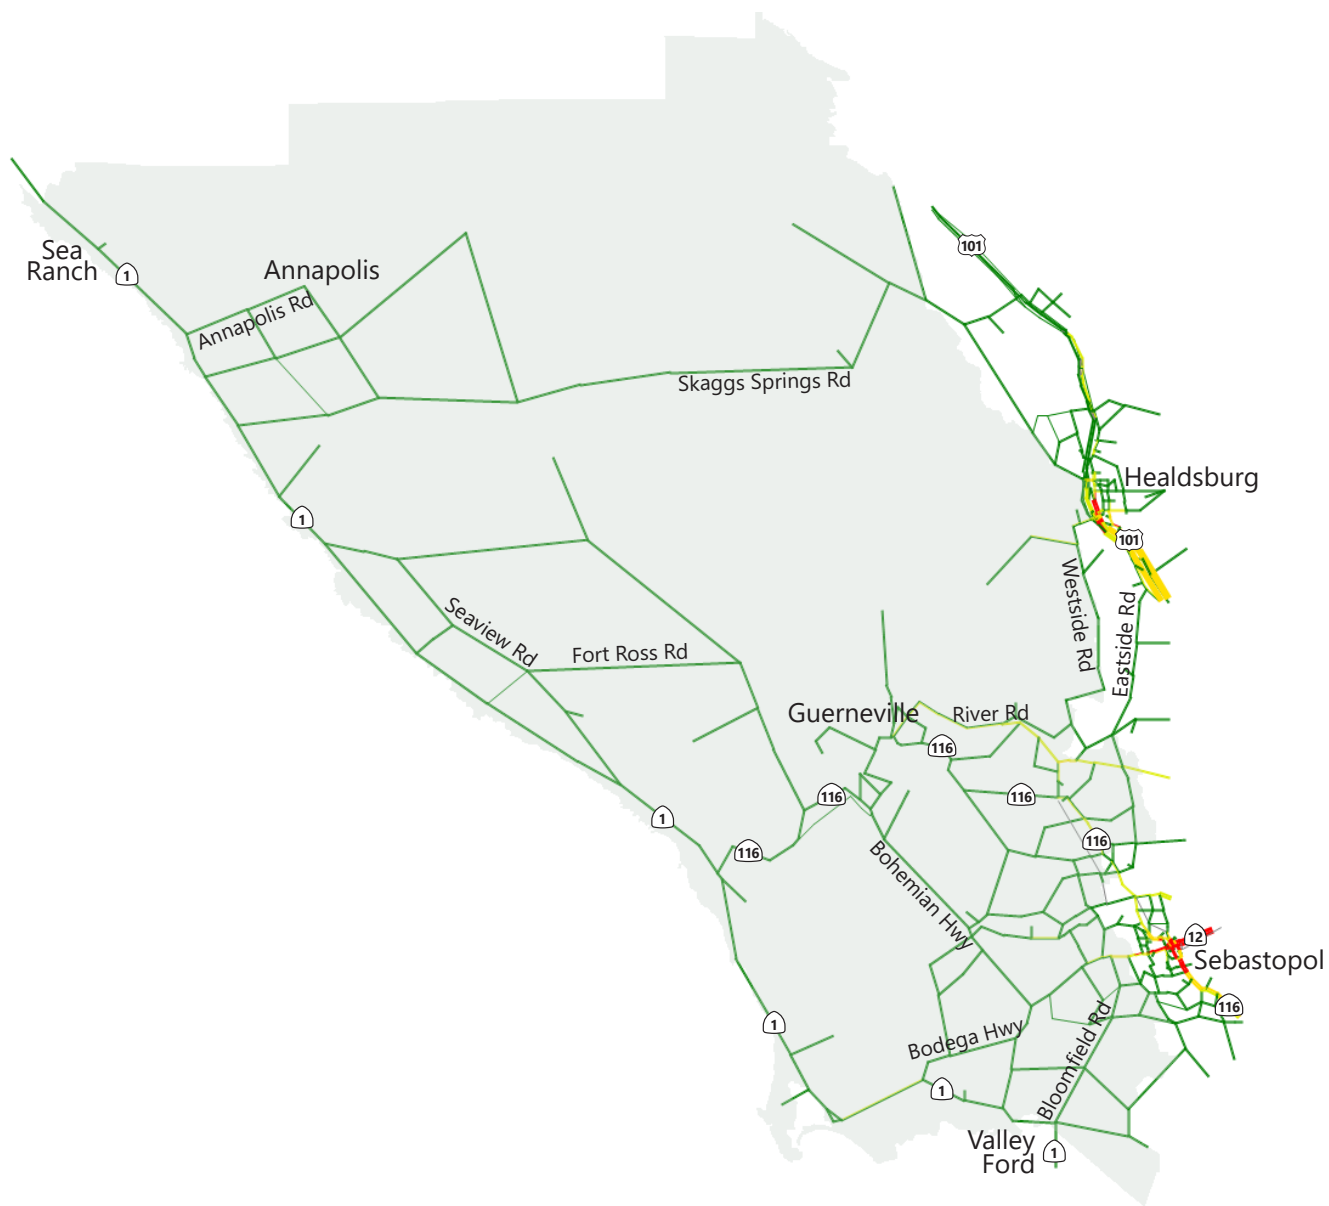 101
Sea
Ranch
1
Annapolis
Annapolis Rd
Skaggs Springs Rd
Healdsburg
1
101
Westside Rd
Eastside Rd
Seaview Rd
Fort Ross Rd
Guerneville
River Rd
116
116
116
1
116
116
Bohemian Hwy
12
Sebastopol
116
1
Bodega Hwy
Bloomfield Rd
1
Valley
Ford
1